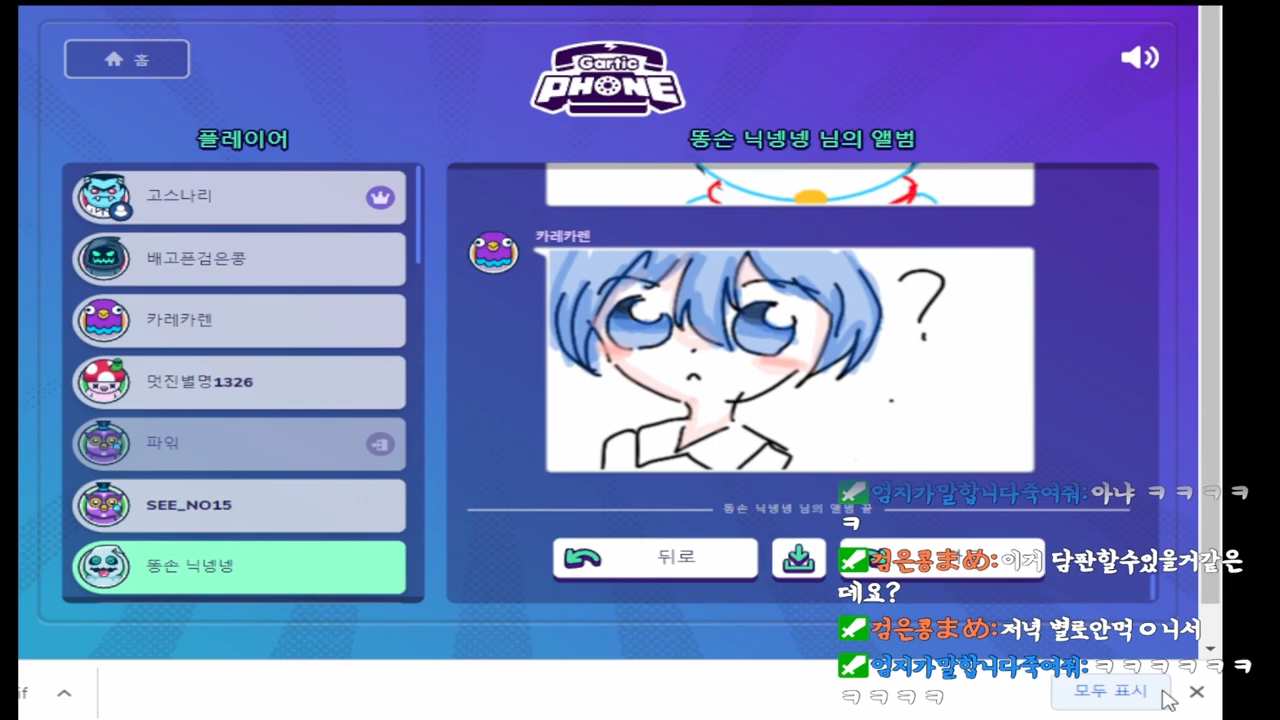 홈
Gartic
PHONE
플레이어
똥손 닉넹넹 님의 앨범
고스나리
배고픈검은콩
카레카렌
멋진별명1326
파워
SEE_NO15
똥손 닉넹넹
카레카렌
?
똥손 닉넹넹 님의 앨범 끝
뒤로
엄지가말합니다죽여줘: 아냐 ㅋㅋㅋㅋ
ㅋ
검은콩まめ: 이거 담판할수있을거같은
데요?
검은콩まめ: 저녁 별로안먹ㅇ니서
엄지가말합니다죽여줘: ㅋㅋㅋㅋㅋㅋㅋ
ㅋㅋㅋㅋㅋ
if
모두 표시